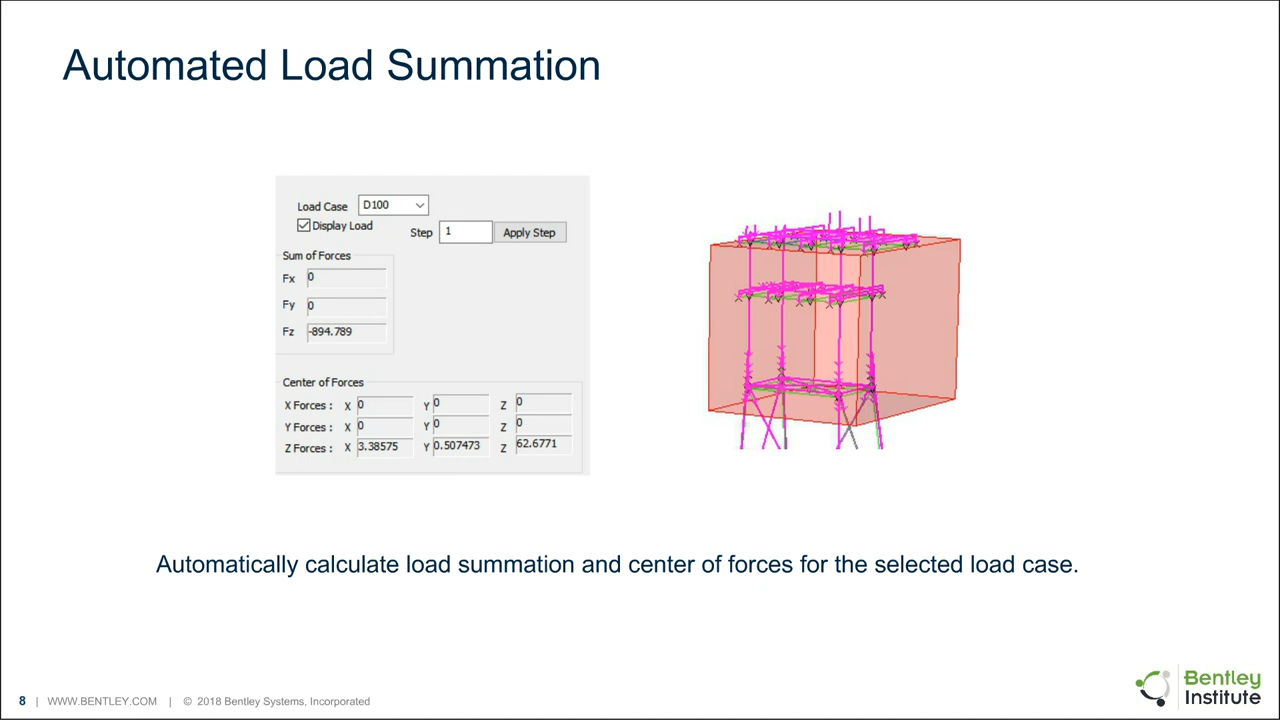 Automated Load Summation
Load Case D100
Display Load
Step 1 Apply Step
Sum of Forces
Fx 0
Fy 0
Fz -894.789
Center of Forces
X Forces : X 0 Y 0 Z 0
Y Forces : X 0 Y 0 Z 0
Z Forces : X 3.38575 Y 0.507473 Z 62.6771
Automatically calculate load summation and center of forces for the selected load case.
8 | WWW.BENTLEY.COM | © 2018 Bentley Systems, Incorporated
Bentley
Institute